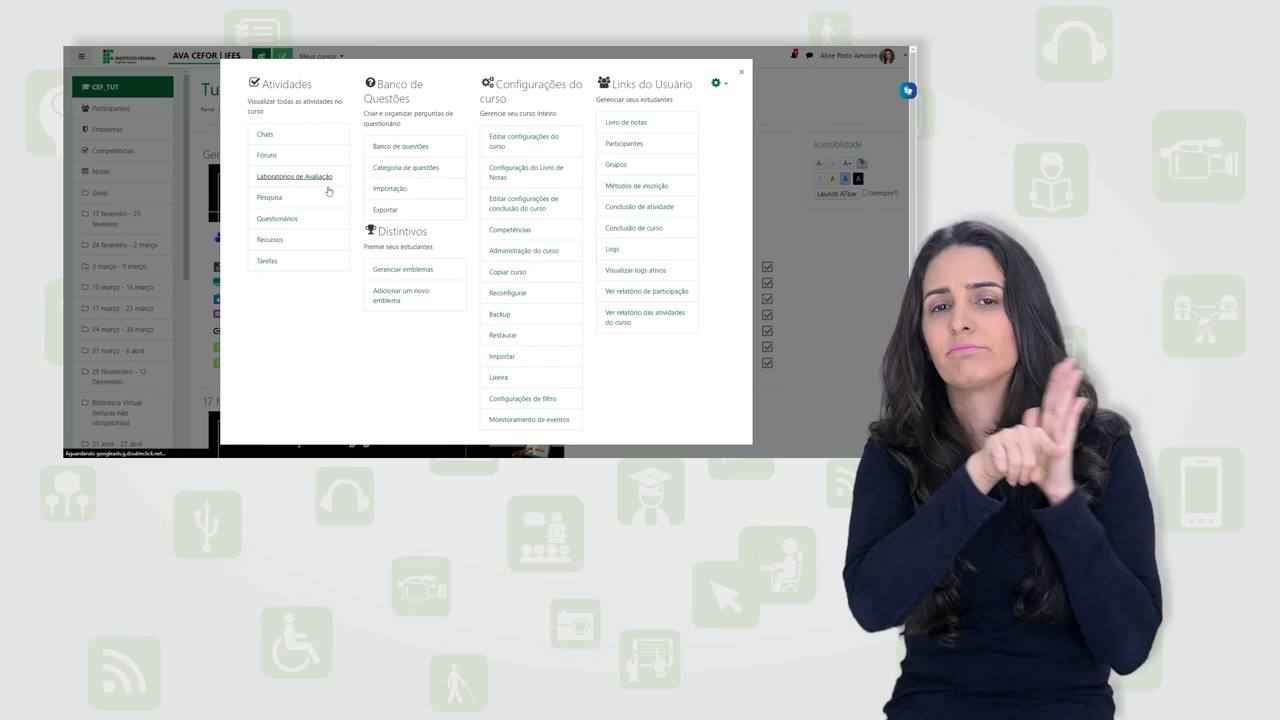 INSTITUTO FEDERAL
AVA CEFOR | IFES
Meus cursos
Aline Pinto Amorim
CEF_TUT
Participantes
Emblemas
Competências
Notas
Geral
17 fevereiro - 23
fevereiro
24 fevereiro - 2 março
3 março - 9 março
10 março - 16 março
17 março - 23 março
24 março - 30 março
31 março - 6 abril
29 Novembro - 12
Dezembro
Biblioteca Virtual
(leituras não
obrigatórias)
21 abril - 27 abril
Aguardando googleads.g.doubleclick.net...
Tu
Ger
17 f
Atividades
Visualizar todas as atividades no
curso
Chats
Fóruns
Laboratórios de Avaliação
Pesquisa
Questionários
Recursos
Tarefas
Banco de
Questões
Criar e organizar perguntas de
questionário
Banco de questões
Categoria de questões
Importação
Exportar
Distintivos
Premie seus estudantes
Gerenciar emblemas
Adicionar um novo
emblema
Configurações do
curso
Gerencie seu curso inteiro
Editar configurações do
curso
Configuração do Livro de
Notas
Editar configurações de
conclusão do curso
Competências
Administração do curso
Copiar curso
Reconfigurar
Backup
Restaurar
Importar
Lixeira
Configurações de filtro
Monitoramento de eventos
Links do Usuário
Gerenciar seus estudantes
Livro de notas
Participantes
Grupos
Métodos de inscrição
Conclusão de atividade
Conclusão de curso
Logs
Visualizar logs ativos
Ver relatório de participação
Ver relatório das atividades
do curso
×
Acessibilidade
A- A A+
A A A
Launch ATbar (sempre?)